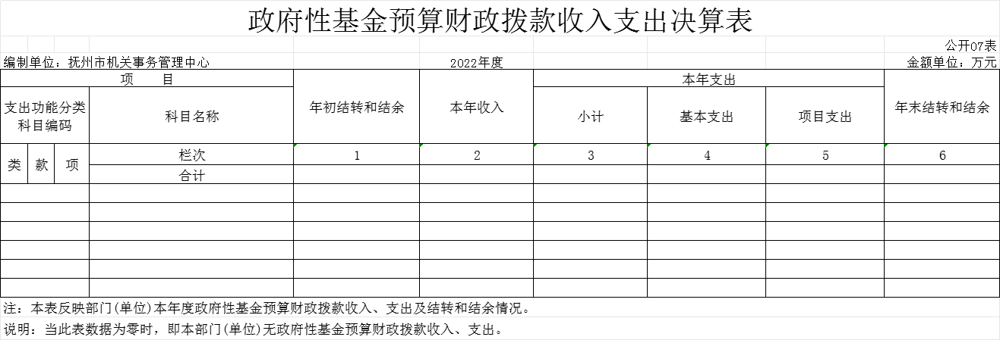 政府性基金预算财政拨款收入支出决算表
公开07表
编制单位：抚州市机关事务管理中心 2022年度 金额单位：万元
项 目 年初结转和结余 本年收入 本年支出 年末结转和结余
支出功能分类科目编码 科目名称 小计 基本支出 项目支出
类 款 项 栏次 1 2 3 4 5 6
合计
注：本表反映部门(单位)本年度政府性基金预算财政拨款收入、支出及结转和结余情况。
说明：当此表数据为零时，即本部门(单位)无政府性基金预算财政拨款收入、支出。